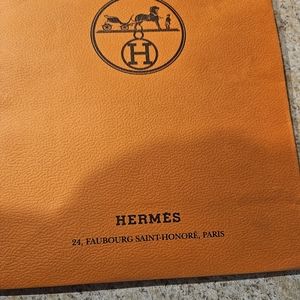 H
HERMÈS
24, FAUBOURG SAINT-HONORÉ, PARIS